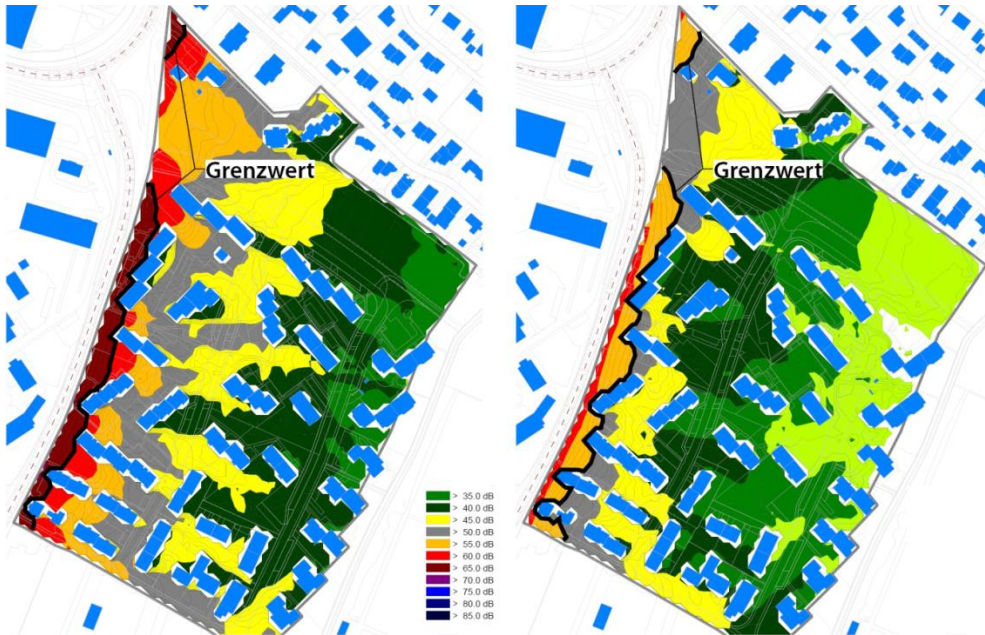 Grenzwert
Grenzwert
> 35.0 dB
> 40.0 dB
> 45.0 dB
> 50.0 dB
> 55.0 dB
> 60.0 dB
> 65.0 dB
> 70.0 dB
> 75.0 dB
> 80.0 dB
> 85.0 dB